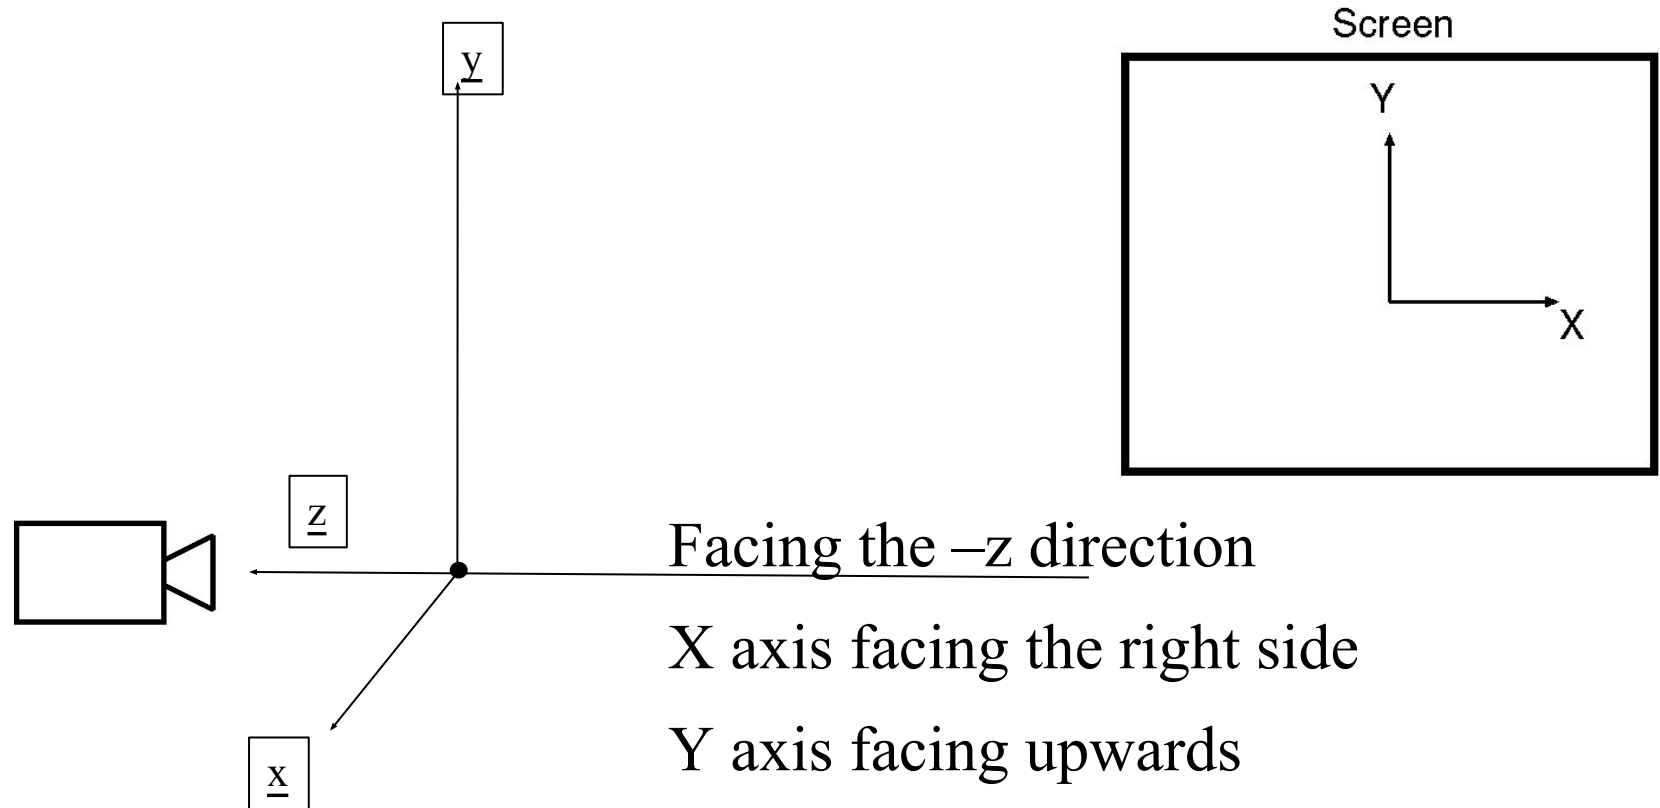 Screen
y
Y
X
z
Facing the –z direction
X axis facing the right side
Y axis facing upwards
x